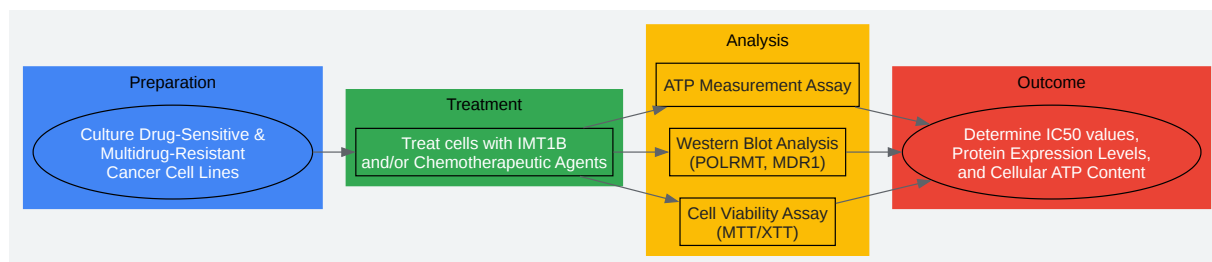 Preparation
Culture Drug-Sensitive &
Multidrug-Resistant
Cancer Cell Lines
Treatment
Treat cells with IMT1B
and/or Chemotherapeutic Agents
Analysis
ATP Measurement Assay
Western Blot Analysis
(POLRMT, MDR1)
Cell Viability Assay
(MTT/XTT)
Outcome
Determine IC50 values,
Protein Expression Levels,
and Cellular ATP Content